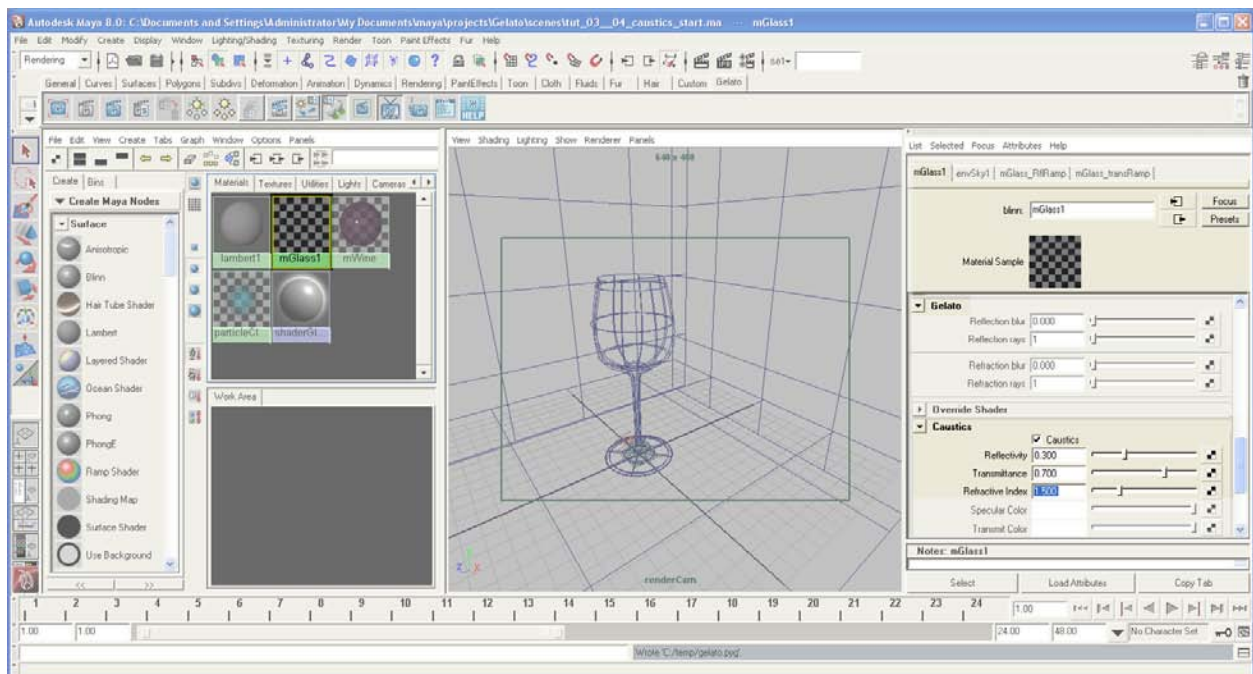 Autodesk Maya 8.0: C:\Documents and Settings\Administrator\My Documents\maya\projects\Gelato\scenes\tut_03__04_caustics_start.ma --- mGlass1
File Edit Modify Create Display Window Lighting/Shading Texturing Render Toon Paint Effects Fur Help
Rendering
sel-
General Curves Surfaces Polygons Subdivs Deformation Animation Dynamics Rendering PaintEffects Toon Cloth Fluids Fur Hair Custom Gelato
HELP
File Edit View Create Tabs Graph Window Options Panels
Create Bins
Create Maya Nodes
Surface
Anisotropic
Blinn
Hair Tube Shader
Lambert
Layered Shader
Ocean Shader
Phong
PhongE
Ramp Shader
Shading Map
Surface Shader
Use Background
<< >>
Materials Textures Utilities Lights Cameras
lambert1 mGlass1 mWine
particleCl shaderGl
Work Area
View Shading Lighting Show Renderer Panels
640 x 480
renderCam
z x
List Selected Focus Attributes Help
mGlass1 envSky1 mGlass_RflRamp mGlass_transRamp
blinn: mGlass1
Focus
Presets
Material Sample
Gelato
Reflection blur 0.000
Reflection rays 1
Refraction blur 0.000
Refraction rays 1
Override Shader
Caustics
Caustics
Reflectivity 0.300
Transmittance 0.700
Refractive Index 1.500
Specular Color
Transmit Color
Notes: mGlass1
Select Load Attributes Copy Tab
1 2 3 4 5 6 7 8 9 10 11 12 13 14 15 16 17 18 19 20 21 22 23 24 1.00
1.00 1.00 24.00 48.00 No Character Set
Wrote 'C:/temp/gelato.pyg'.